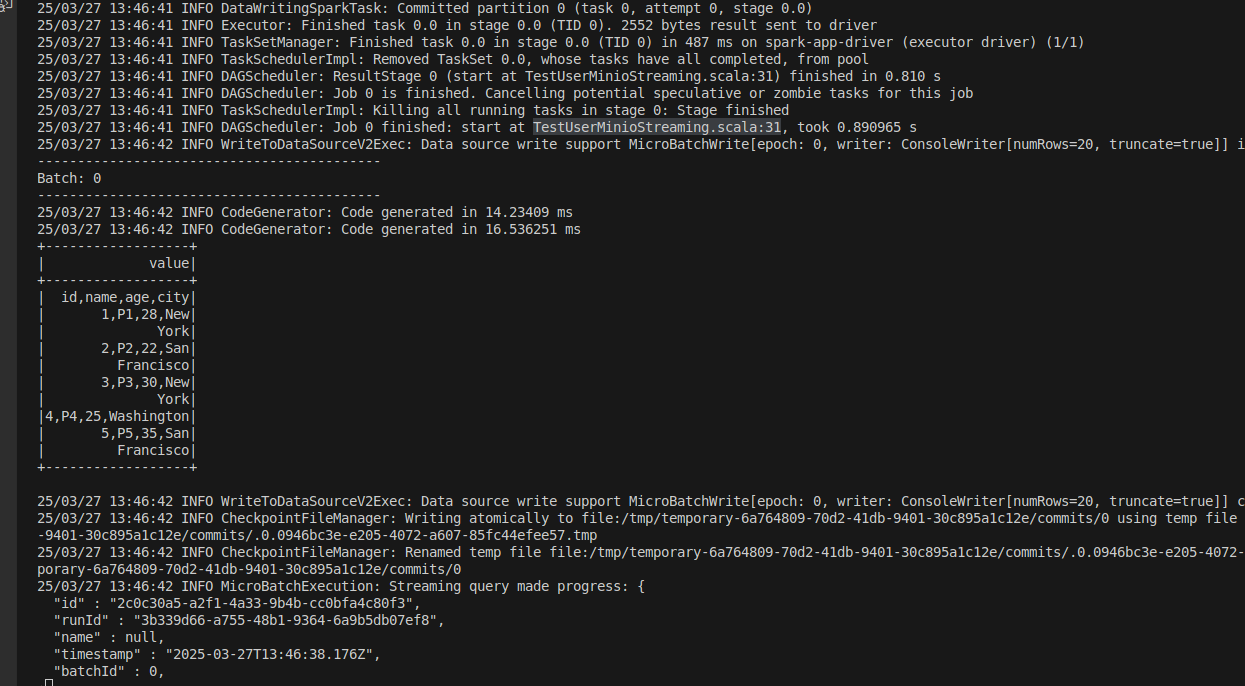 25/03/27 13:46:41 INFO DataWritingSparkTask: Committed partition 0 (task 0, attempt 0, stage 0.0)
25/03/27 13:46:41 INFO Executor: Finished task 0.0 in stage 0.0 (TID 0). 2552 bytes result sent to driver
25/03/27 13:46:41 INFO TaskSetManager: Finished task 0.0 in stage 0.0 (TID 0) in 487 ms on spark-app-driver (executor driver) (1/1)
25/03/27 13:46:41 INFO TaskSchedulerImpl: Removed TaskSet 0.0, whose tasks have all completed, from pool
25/03/27 13:46:41 INFO DAGScheduler: ResultStage 0 (start at TestUserMinioStreaming.scala:31) finished in 0.810 s
25/03/27 13:46:41 INFO DAGScheduler: Job 0 is finished. Cancelling potential speculative or zombie tasks for this job
25/03/27 13:46:41 INFO TaskSchedulerImpl: Killing all running tasks in stage 0: Stage finished
25/03/27 13:46:41 INFO DAGScheduler: Job 0 finished: start at TestUserMinioStreaming.scala:31, took 0.890965 s
25/03/27 13:46:42 INFO WriteToDataSourceV2Exec: Data source write support MicroBatchWrite[epoch: 0, writer: ConsoleWriter[numRows=20, truncate=true]] i
-------------------------------------------
Batch: 0
-------------------------------------------
25/03/27 13:46:42 INFO CodeGenerator: Code generated in 14.23409 ms
25/03/27 13:46:42 INFO CodeGenerator: Code generated in 16.536251 ms
+------------------+
|             value|
+------------------+
|  id,name,age,city|
|       1,P1,28,New|
|              York|
|       2,P2,22,San|
|         Francisco|
|       3,P3,30,New|
|              York|
|4,P4,25,Washington|
|       5,P5,35,San|
|         Francisco|
+------------------+
25/03/27 13:46:42 INFO WriteToDataSourceV2Exec: Data source write support MicroBatchWrite[epoch: 0, writer: ConsoleWriter[numRows=20, truncate=true]] c
25/03/27 13:46:42 INFO CheckpointFileManager: Writing atomically to file:/tmp/temporary-6a764809-70d2-41db-9401-30c895a1c12e/commits/0 using temp file
-9401-30c895a1c12e/commits/.0.0946bc3e-e205-4072-a607-85fc44efee57.tmp
25/03/27 13:46:42 INFO CheckpointFileManager: Renamed temp file file:/tmp/temporary-6a764809-70d2-41db-9401-30c895a1c12e/commits/.0.0946bc3e-e205-4072-
porary-6a764809-70d2-41db-9401-30c895a1c12e/commits/0
25/03/27 13:46:42 INFO MicroBatchExecution: Streaming query made progress: {
  "id" : "2c0c30a5-a2f1-4a33-9b4b-cc0bfa4c80f3",
  "runId" : "3b339d66-a755-48b1-9364-6a9b5db07ef8",
  "name" : null,
  "timestamp" : "2025-03-27T13:46:38.176Z",
  "batchId" : 0,